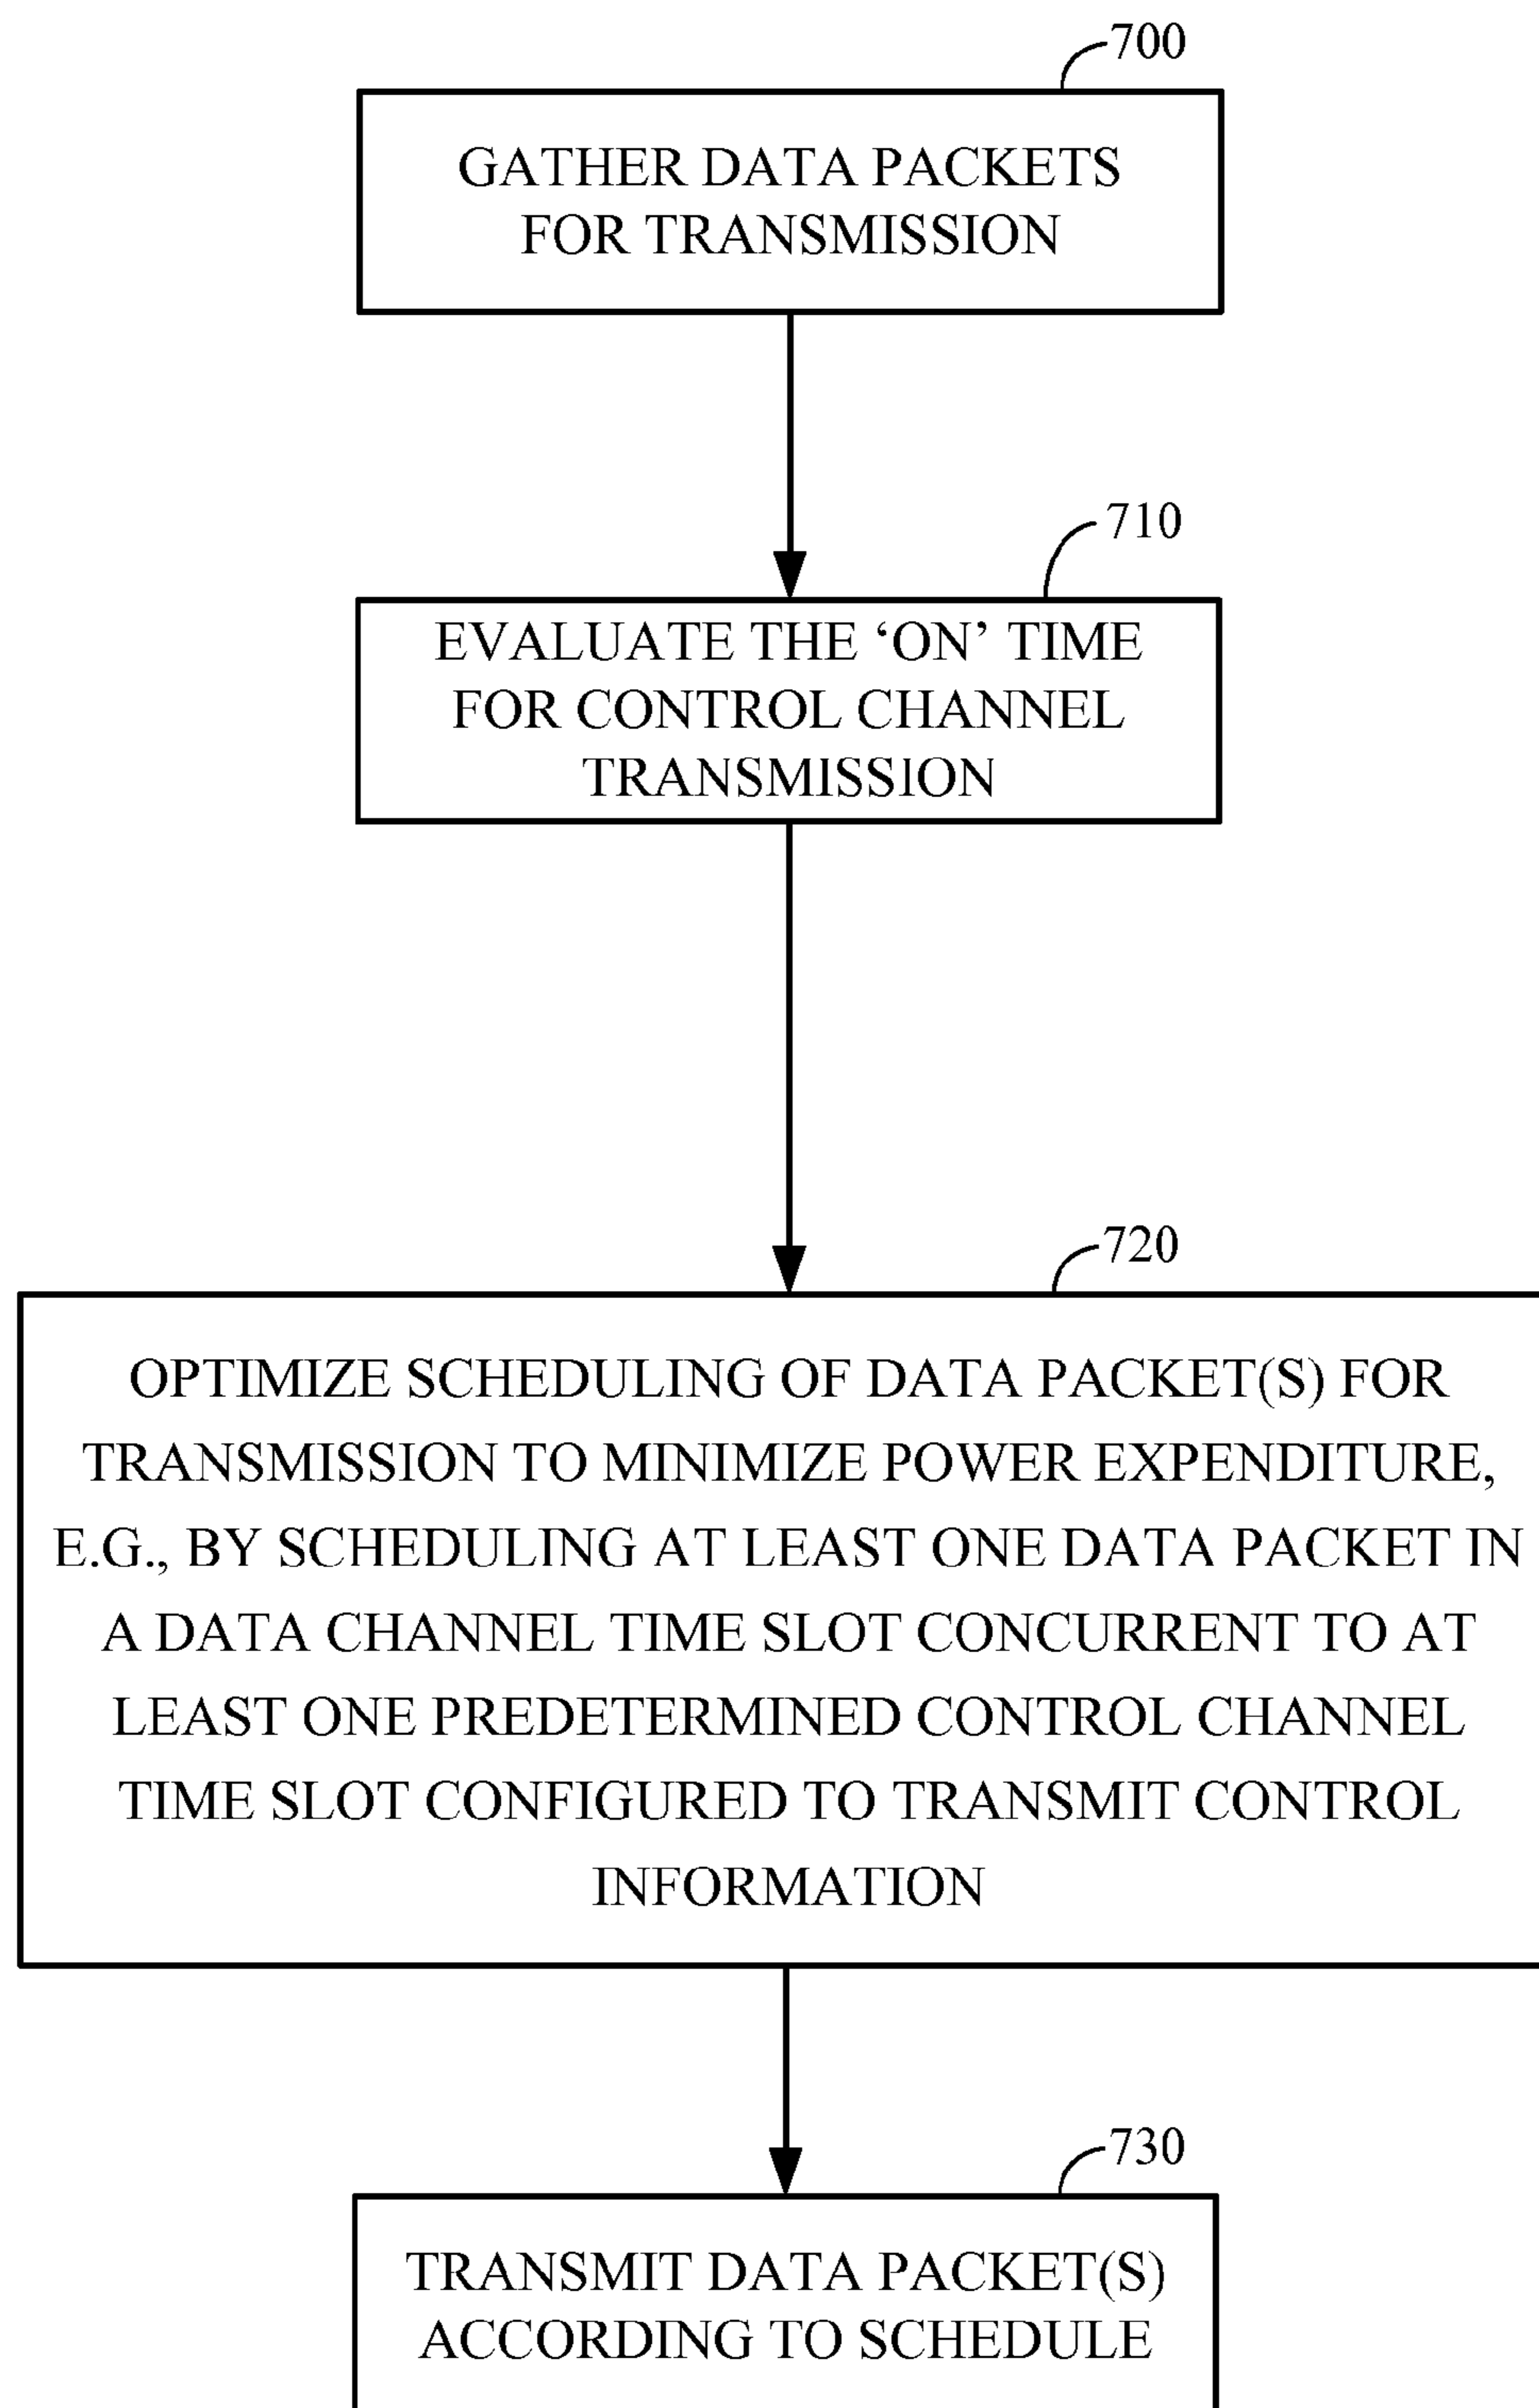 700
GATHER DATA PACKETS
FOR TRANSMISSION
710
EVALUATE THE ‘ON’ TIME
FOR CONTROL CHANNEL
TRANSMISSION
720
OPTIMIZE SCHEDULING OF DATA PACKET(S) FOR
TRANSMISSION TO MINIMIZE POWER EXPENDITURE,
E.G., BY SCHEDULING AT LEAST ONE DATA PACKET IN
A DATA CHANNEL TIME SLOT CONCURRENT TO AT
LEAST ONE PREDETERMINED CONTROL CHANNEL
TIME SLOT CONFIGURED TO TRANSMIT CONTROL
INFORMATION
730
TRANSMIT DATA PACKET(S)
ACCORDING TO SCHEDULE